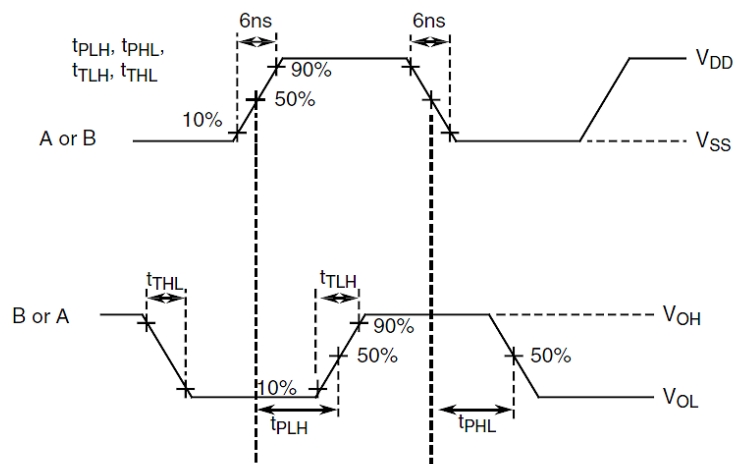 6ns
6ns
tPLH, tPHL,
tTLH, tTHL
90%
VDD
50%
10%
A or B
VSS
tTHL
tTLH
B or A
VOH
90%
50%
50%
10%
VOL
tPLH
tPHL